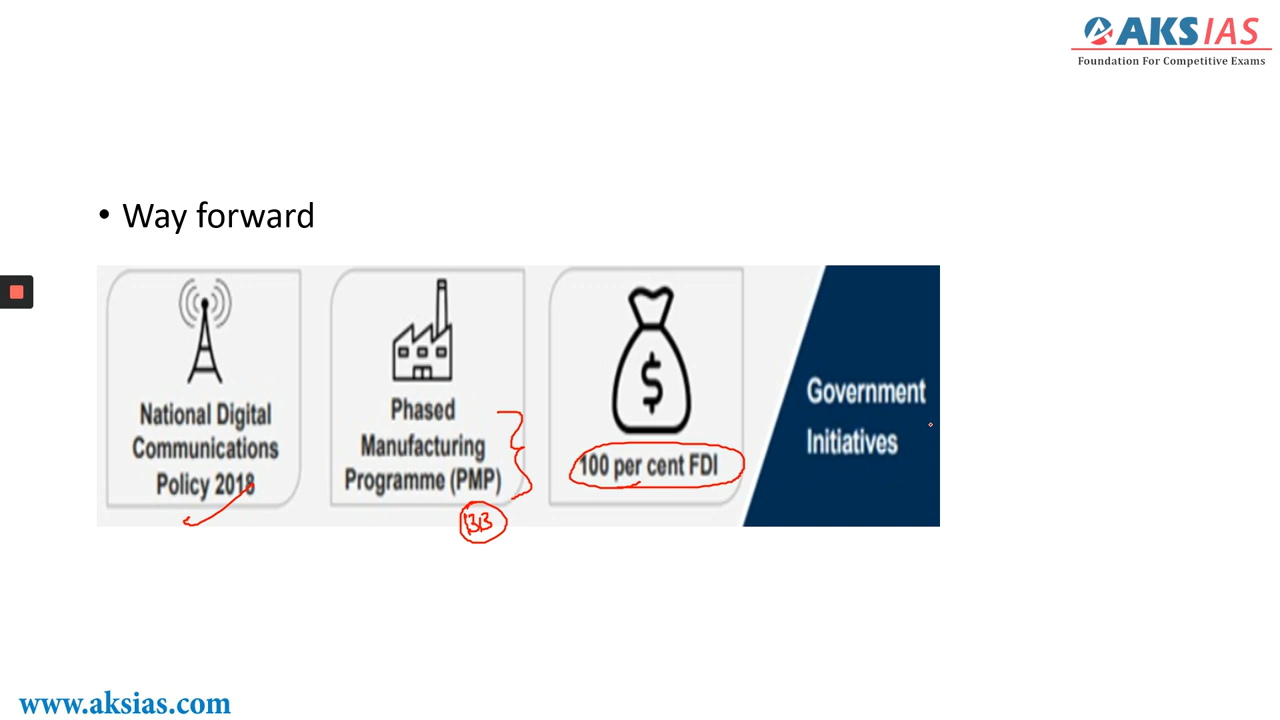 AKS IAS
Foundation For Competitive Exams
• Way forward
National Digital
Communications
Policy 2018
Phased
Manufacturing
Programme (PMP)
$
100 per cent FDI
Government
Initiatives
www.aksias.com